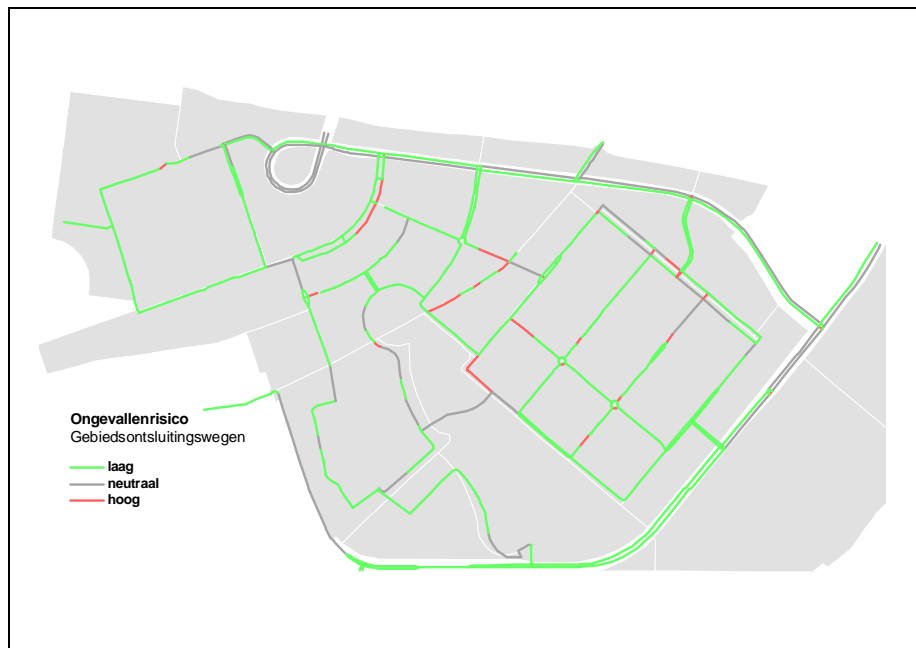 Ongevallenrisico
Gebiedsontsluitingswegen
laag
neutraal
hoog